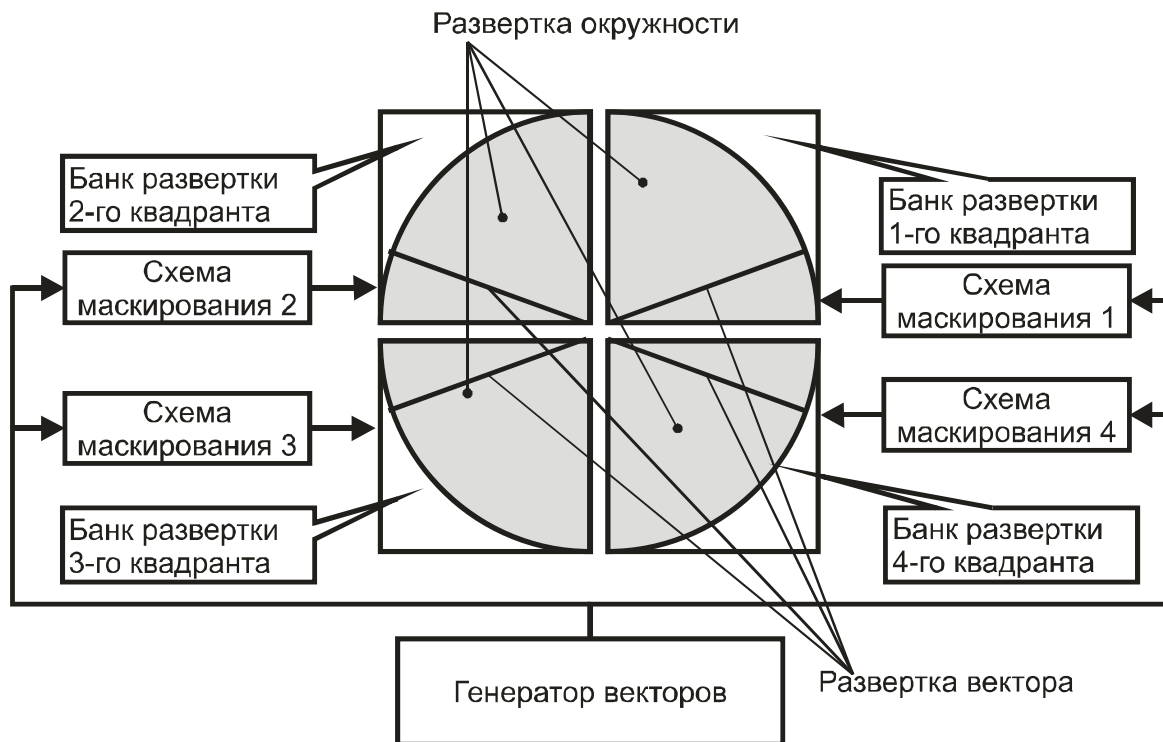 Развертка окружности
Банк развертки
2-го квадранта
Банк развертки
1-го квадранта
Схема
маскирования 2
Схема
маскирования 1
Схема
маскирования 3
Схема
маскирования 4
Банк развертки
3-го квадранта
Банк развертки
4-го квадранта
Генератор векторов
Развертка вектора